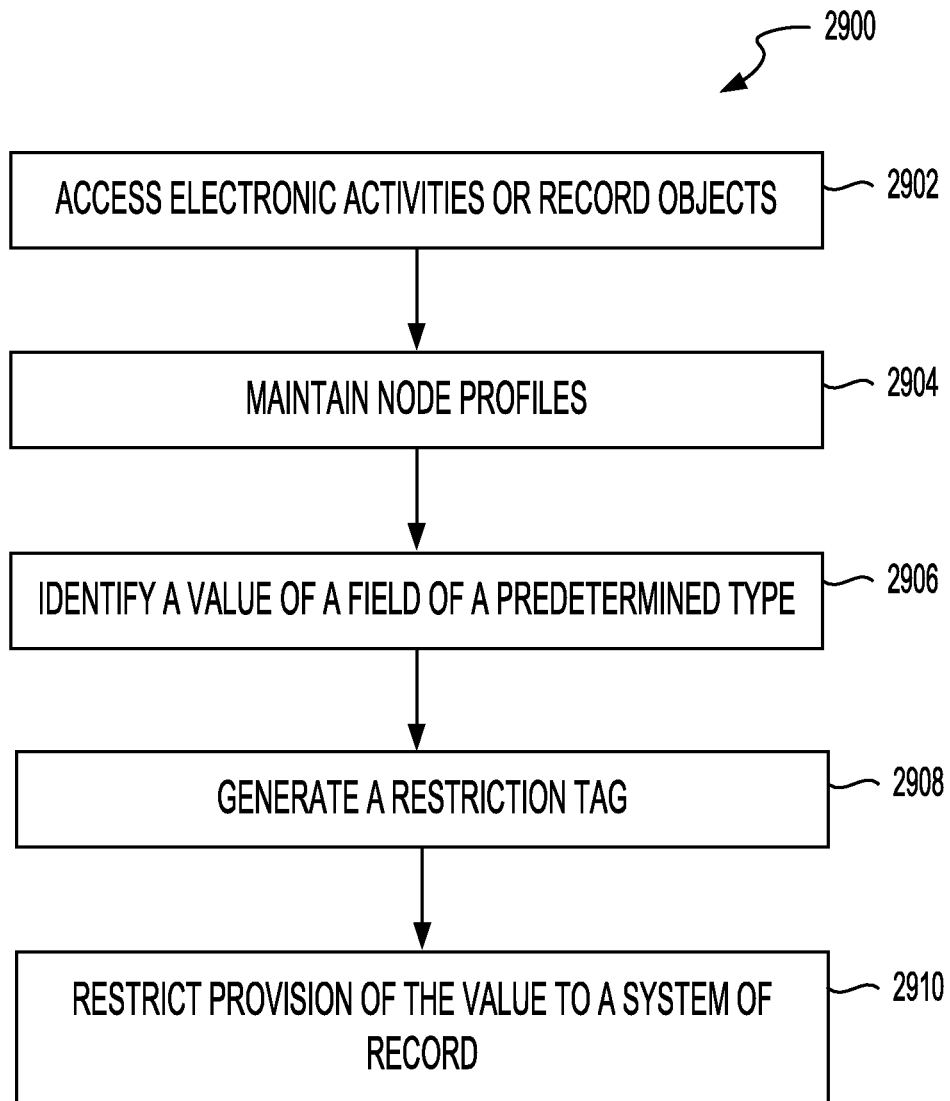 2900
ACCESS ELECTRONIC ACTIVITIES OR RECORD OBJECTS
2902
MAINTAIN NODE PROFILES
2904
IDENTIFY A VALUE OF A FIELD OF A PREDETERMINED TYPE
2906
GENERATE A RESTRICTION TAG
2908
RESTRICT PROVISION OF THE VALUE TO A SYSTEM OF
RECORD
2910